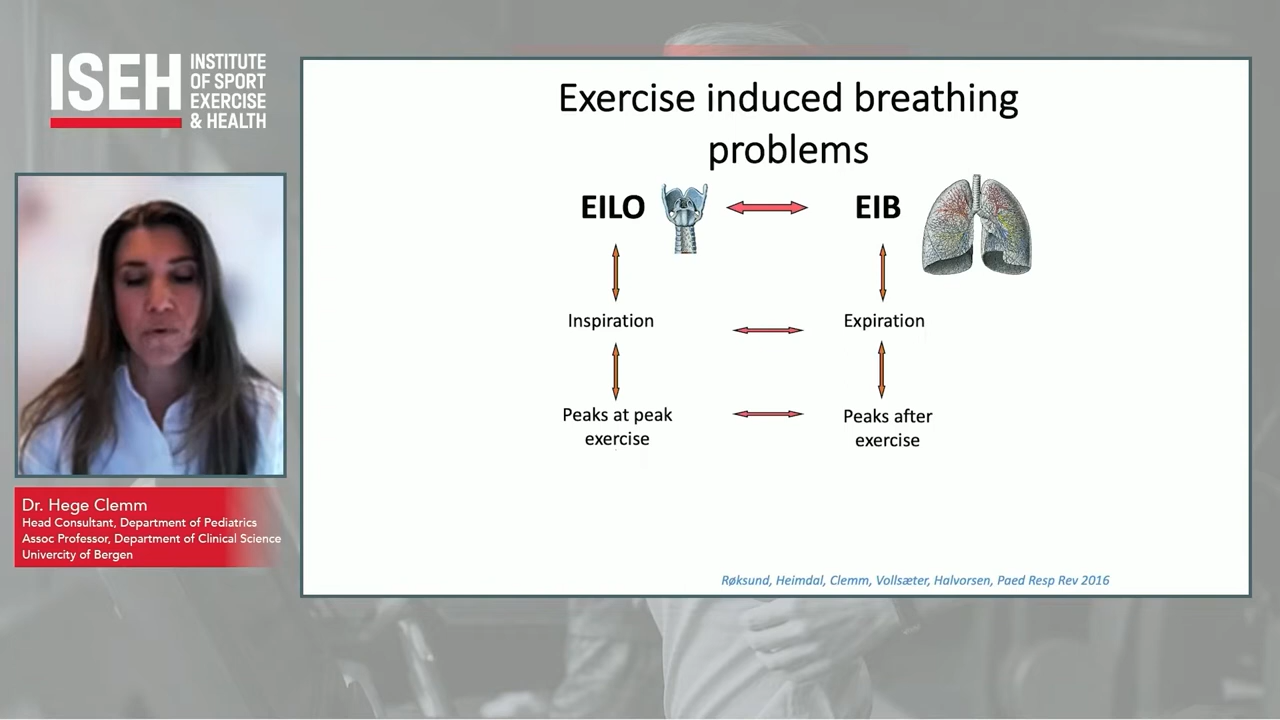 ISEH
INSTITUTE
OF SPORT
EXERCISE
& HEALTH
Exercise induced breathing
problems
EILO
EIB
Inspiration
Expiration
Peaks at peak
exercise
Peaks after
exercise
Røksund, Heimdal, Clemm, Vollsæter, Halvorsen, Paed Resp Rev 2016
Dr. Hege Clemm
Head Consultant, Department of Pediatrics
Assoc Professor, Department of Clinical Science
Univercity of Bergen